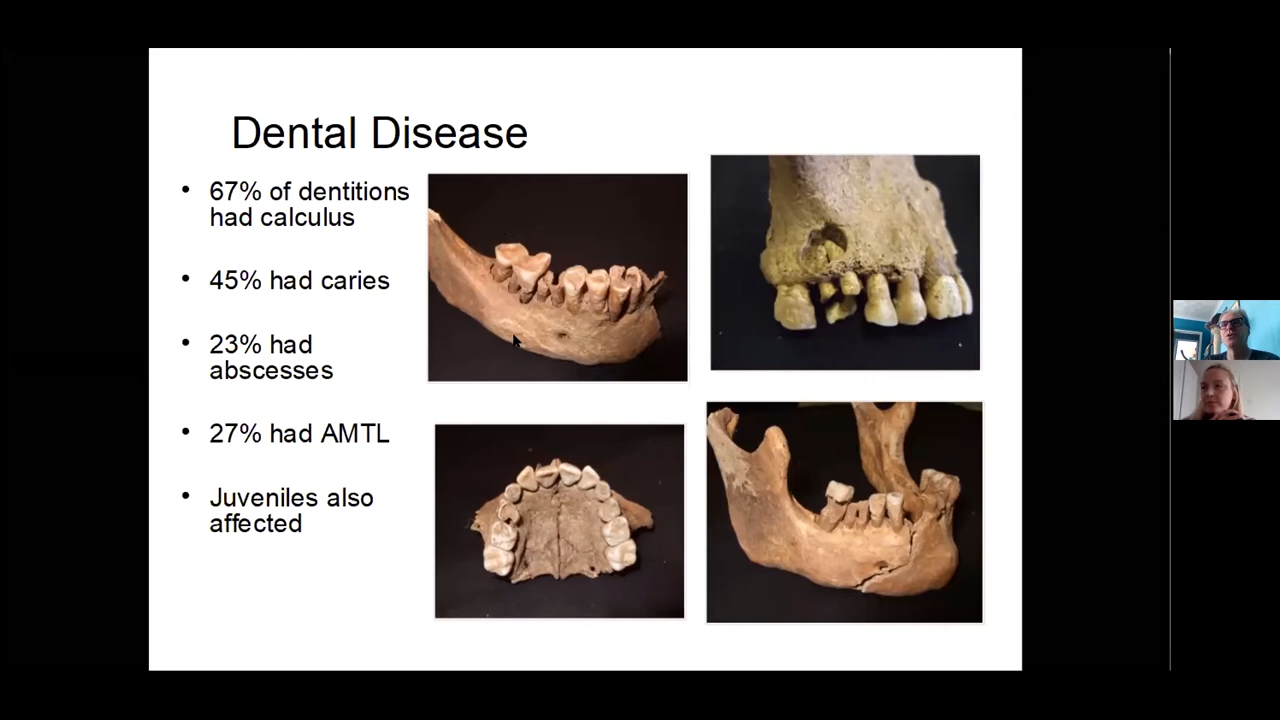 Dental Disease
• 67% of dentitions
had calculus
• 45% had caries
• 23% had
abscesses
• 27% had AMTL
• Juveniles also
affected